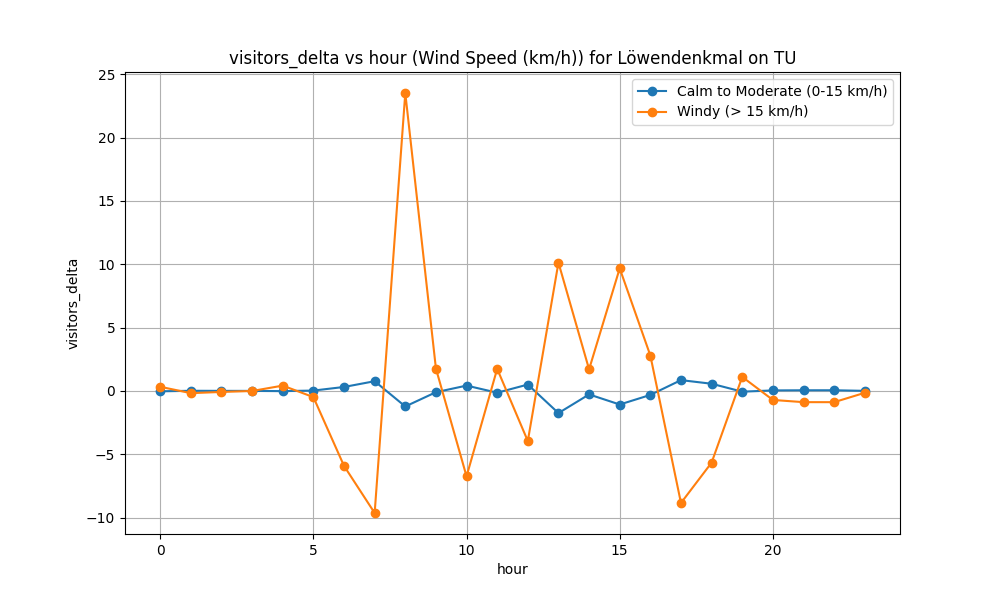 visitors_delta vs hour (Wind Speed (km/h)) for Löwendenkmal on TU
Calm to Moderate (0-15 km/h)
Windy (> 15 km/h)
25
20
15
10
5
0
−5
−10
visitors_delta
0 5 10 15 20
hour